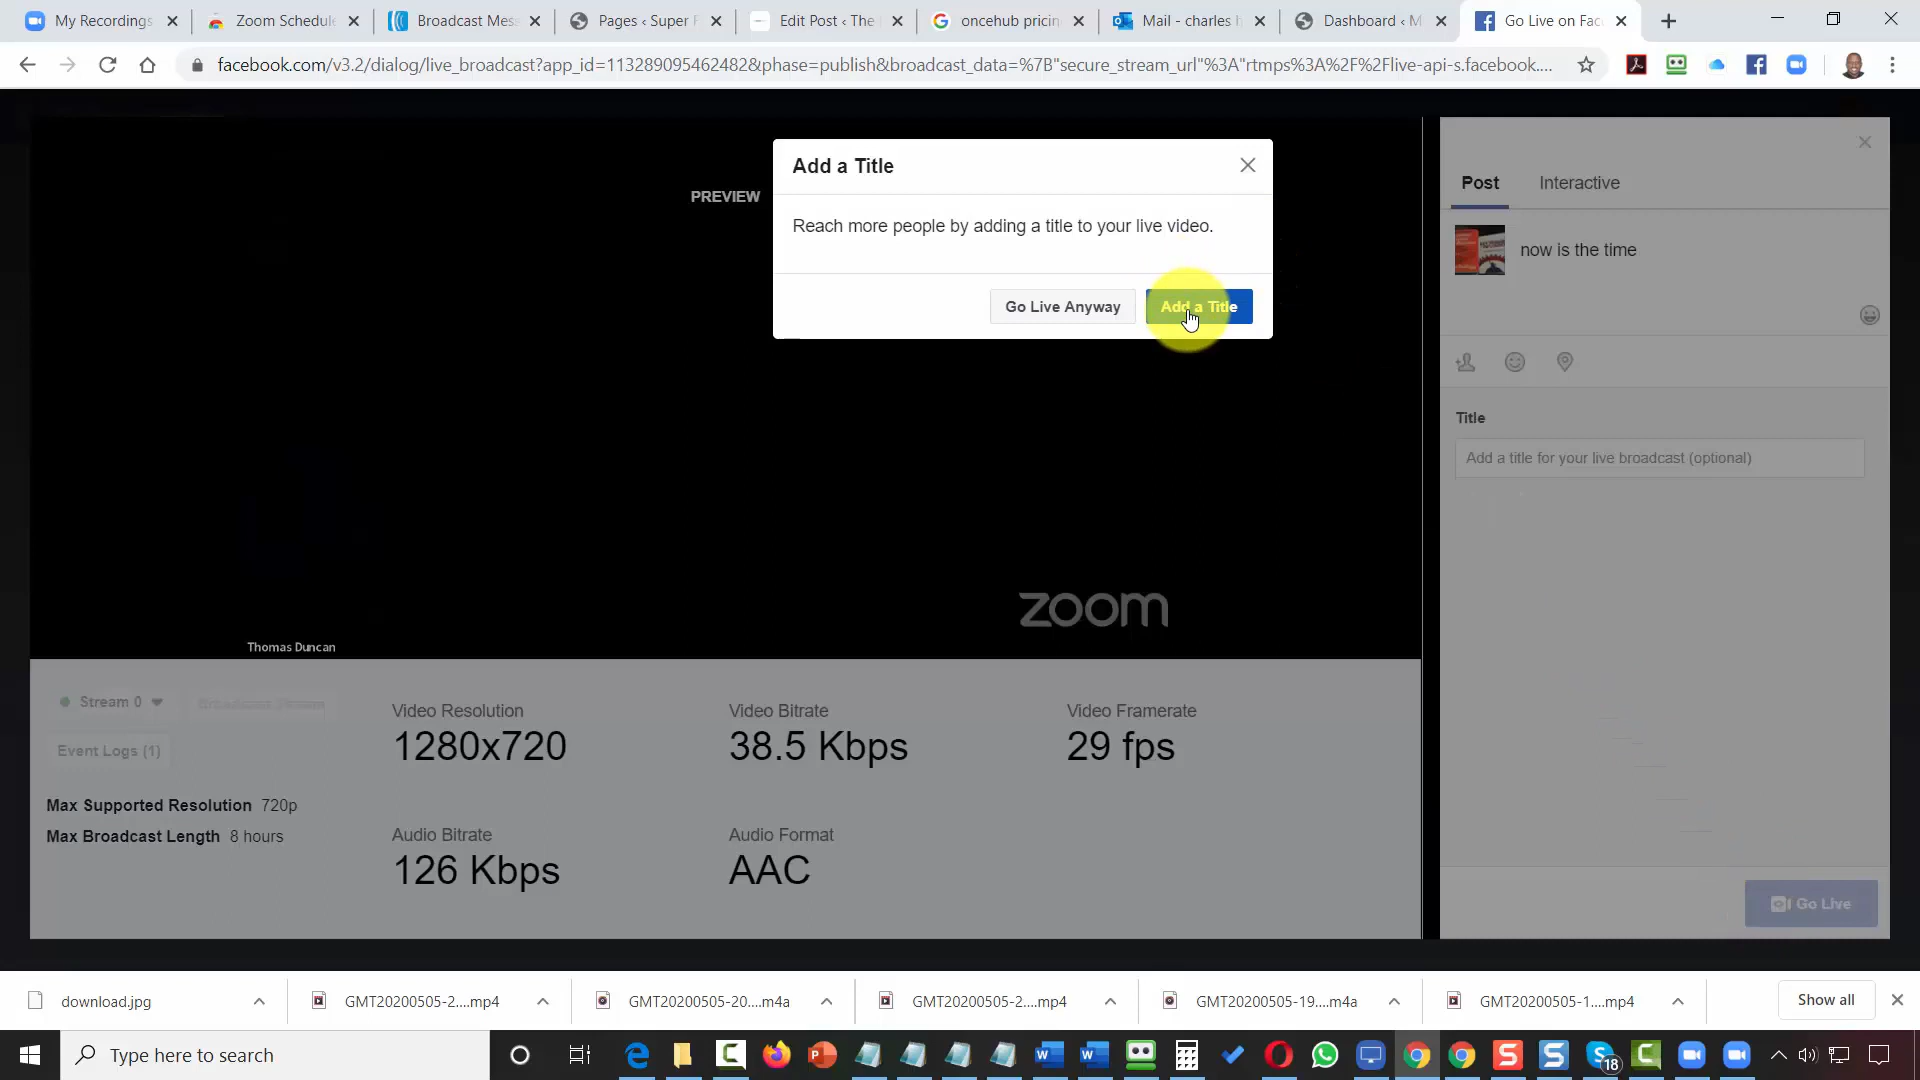 My Recordings
Zoom Schedul
Broadcast Mes
Pages ‹ Super F
Edit Post ‹ The
oncehub pricin
Mail - charles h
Dashboard ‹ M
Go Live on Fac
facebook.com/v3.2/dialog/live_broadcast?app_id=113289095462482&phase=publish&broadcast_data=%7B"secure_stream_url"%3A"rtmps%3A%2F%2Flive-api-s.facebook....
Add a Title
Reach more people by adding a title to your live video.
Go Live Anyway
Add a Title
PREVIEW
zoom
Thomas Duncan
Post
Interactive
now is the time
Title
Add a title for your live broadcast (optional)
Go Live
Stream 0
Event Logs (1)
Max Supported Resolution 720p
Max Broadcast Length 8 hours
Video Resolution
1280x720
Video Bitrate
38.5 Kbps
Video Framerate
29 fps
Audio Bitrate
126 Kbps
Audio Format
AAC
download.jpg
GMT20200505-2....mp4
GMT20200505-20....m4a
GMT20200505-2....mp4
GMT20200505-19....m4a
GMT20200505-1....mp4
Show all
Type here to search
18